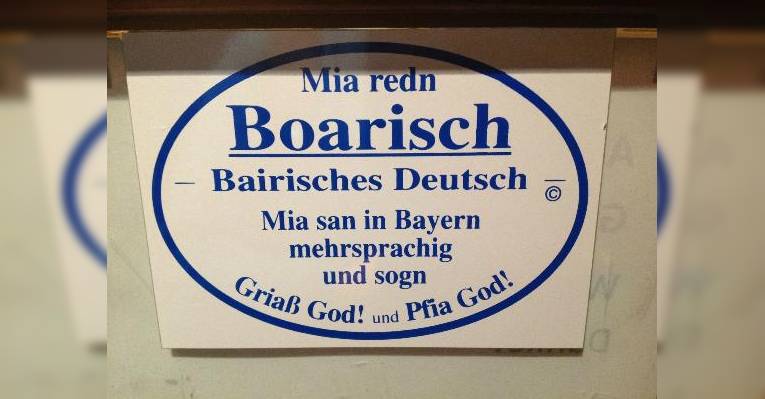 Mia redn
Boarisch
– Bairisches Deutsch –
©
Mia san in Bayern
mehrsprachig
und sogn
Griaß God! und Pfia God!